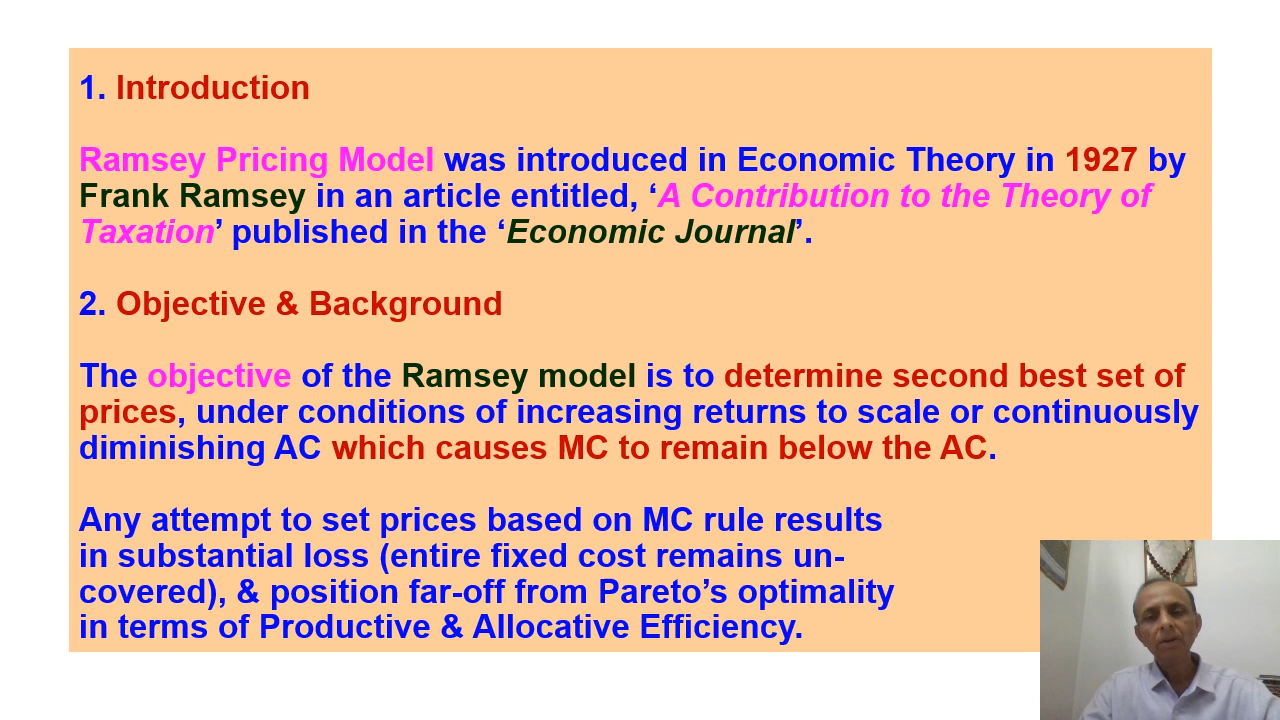 1. Introduction
Ramsey Pricing Model was introduced in Economic Theory in 1927 by
Frank Ramsey in an article entitled, ‘A Contribution to the Theory of
Taxation’ published in the ‘Economic Journal’.
2. Objective & Background
The objective of the Ramsey model is to determine second best set of
prices, under conditions of increasing returns to scale or continuously
diminishing AC which causes MC to remain below the AC.
Any attempt to set prices based on MC rule results
in substantial loss (entire fixed cost remains un-
covered), & position far-off from Pareto’s optimality
in terms of Productive & Allocative Efficiency.